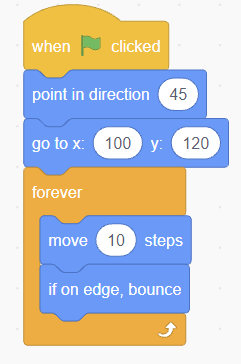 when clicked
point in direction 45
go to x: 100 y: 120
forever
move 10 steps
if on edge, bounce